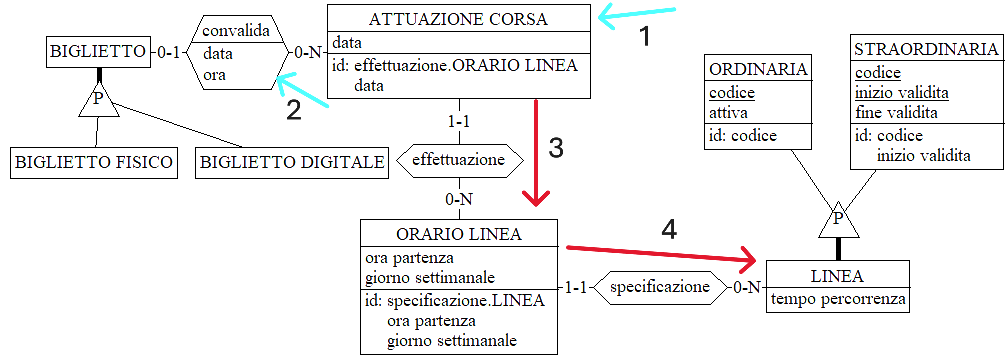 ATTUAZIONE CORSA
data
id: effettuazione.ORARIO LINEA
data
1
BIGLIETTO
0-1
convalida
data
ora
0-N
2
P
BIGLIETTO FISICO
BIGLIETTO DIGITALE
1-1
effettuazione
0-N
3
ORARIO LINEA
ora partenza
giorno settimanale
id: specificazione.LINEA
ora partenza
giorno settimanale
4
1-1
specificazione
0-N
ORDINARIA
codice
attiva
id: codice
STRAORDINARIA
codice
inizio validita
fine validita
id: codice
inizio validita
P
LINEA
tempo percorrenza